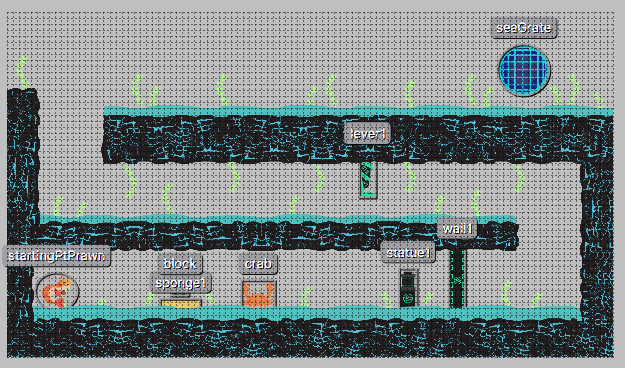 seaGrate
lever1
wall1
statue1
startingPtPrawn
block
crab
sponge1